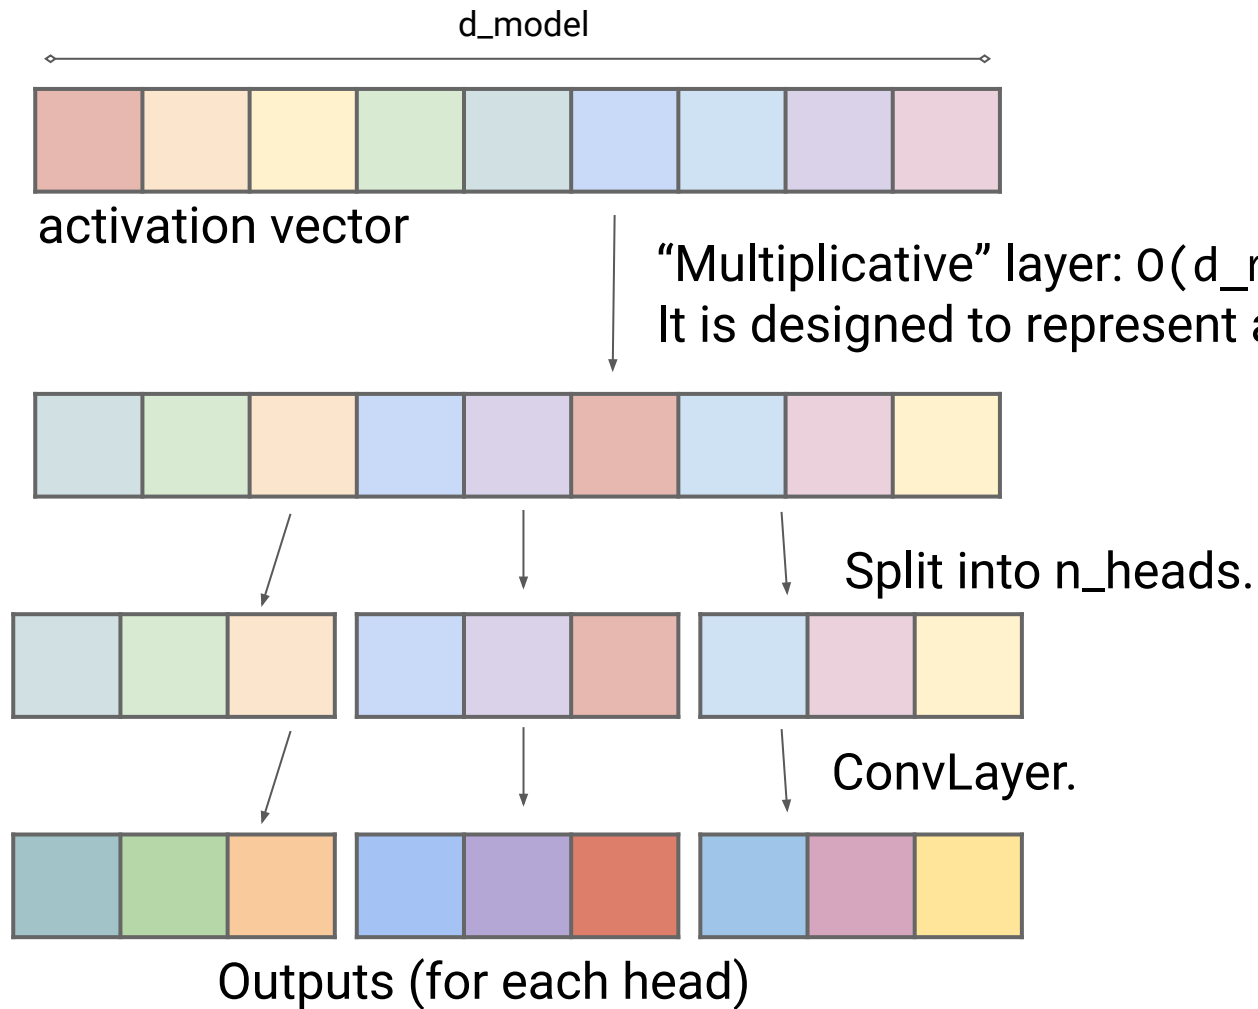 d_model
activation vector
“Multiplicative” layer: O(d_
It is designed to represent
Split into n_heads.
ConvLayer.
Outputs (for each head)